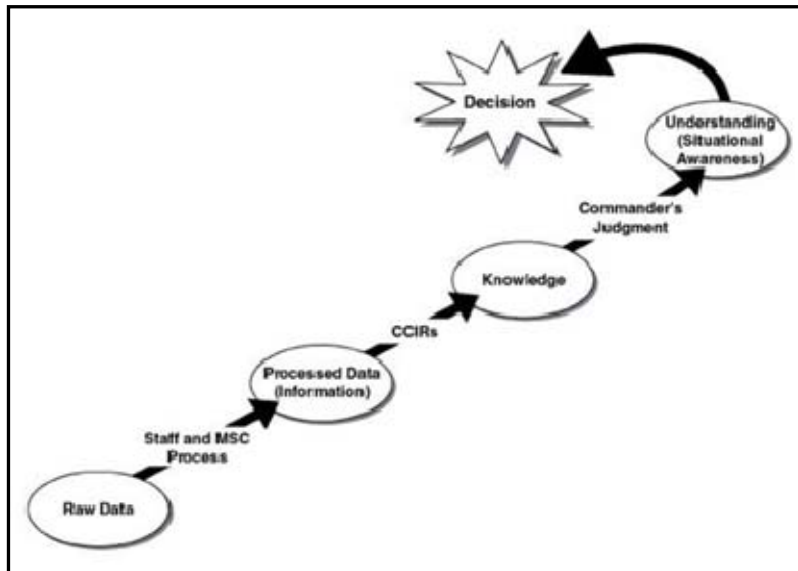 Decision
Understanding
(Situational
Awareness)
Commander's
Judgment
Knowledge
CCIRs
Processed Data
(Information)
Staff and MSC
Process
Raw Data